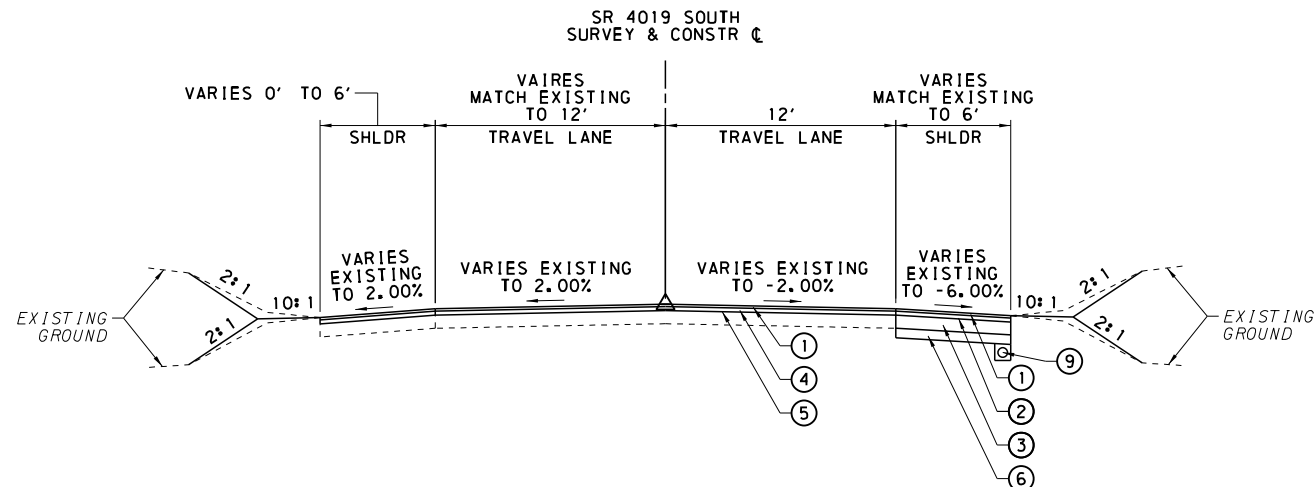 SR 4019 SOUTH
SURVEY & CONSTR ℄
VARIES 0' TO 6'
SHLDR
VAIRES
MATCH EXISTING
TO 12'
TRAVEL LANE
12'
TRAVEL LANE
VARIES
MATCH EXISTING
TO 6'
SHLDR
VARIES
EXISTING
TO 2.00%
VARIES EXISTING
TO 2.00%
VARIES EXISTING
TO -2.00%
VARIES
EXISTING
TO -6.00%
EXISTING
GROUND
2:1
2:1
10:1
10:1
2:1
2:1
EXISTING
GROUND
1
4
5
9
1
2
3
6